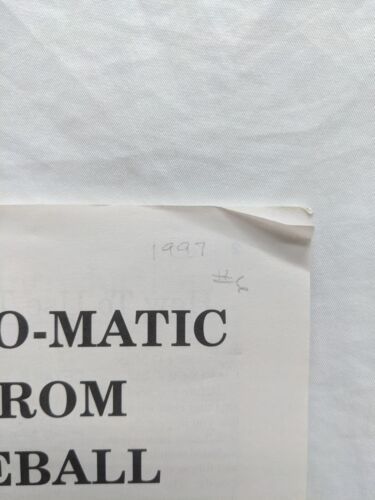 1997
#6
O-MATIC
ROM
EBALL